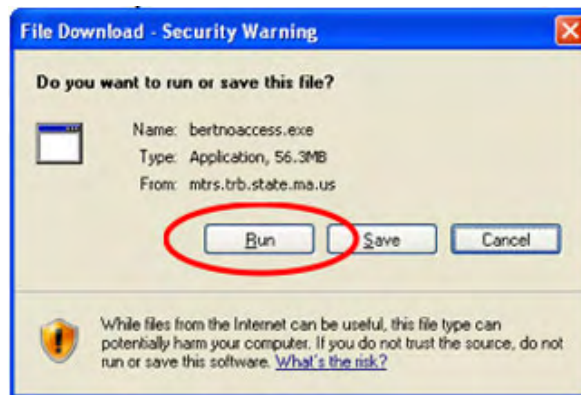 File Download - Security Warning
Do you want to run or save this file?
Name: bertnoaccess.exe
Type: Application, 56.3MB
From: mtrs.trb.state.ma.us
Run Save Cancel
While files from the Internet can be useful, this file type can
potentially harm your computer. If you do not trust the source, do not
run or save this software. What's the risk?